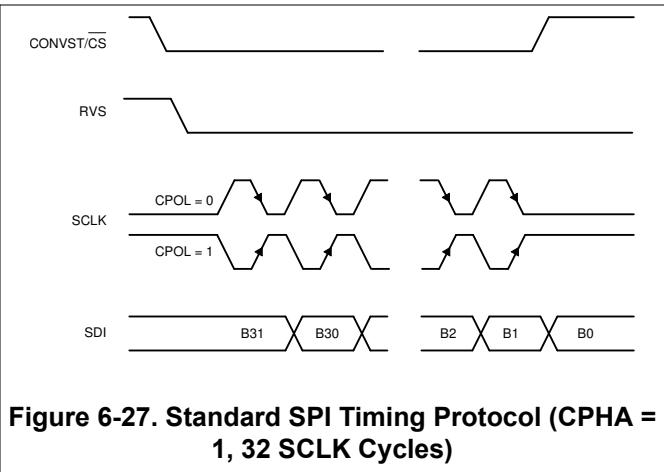 CONVST/CS
RVS
CPOL = 0
SCLK
CPOL = 1
SDI B31 B30 B2 B1 B0
Figure 6-27. Standard SPI Timing Protocol (CPHA =
1, 32 SCLK Cycles)